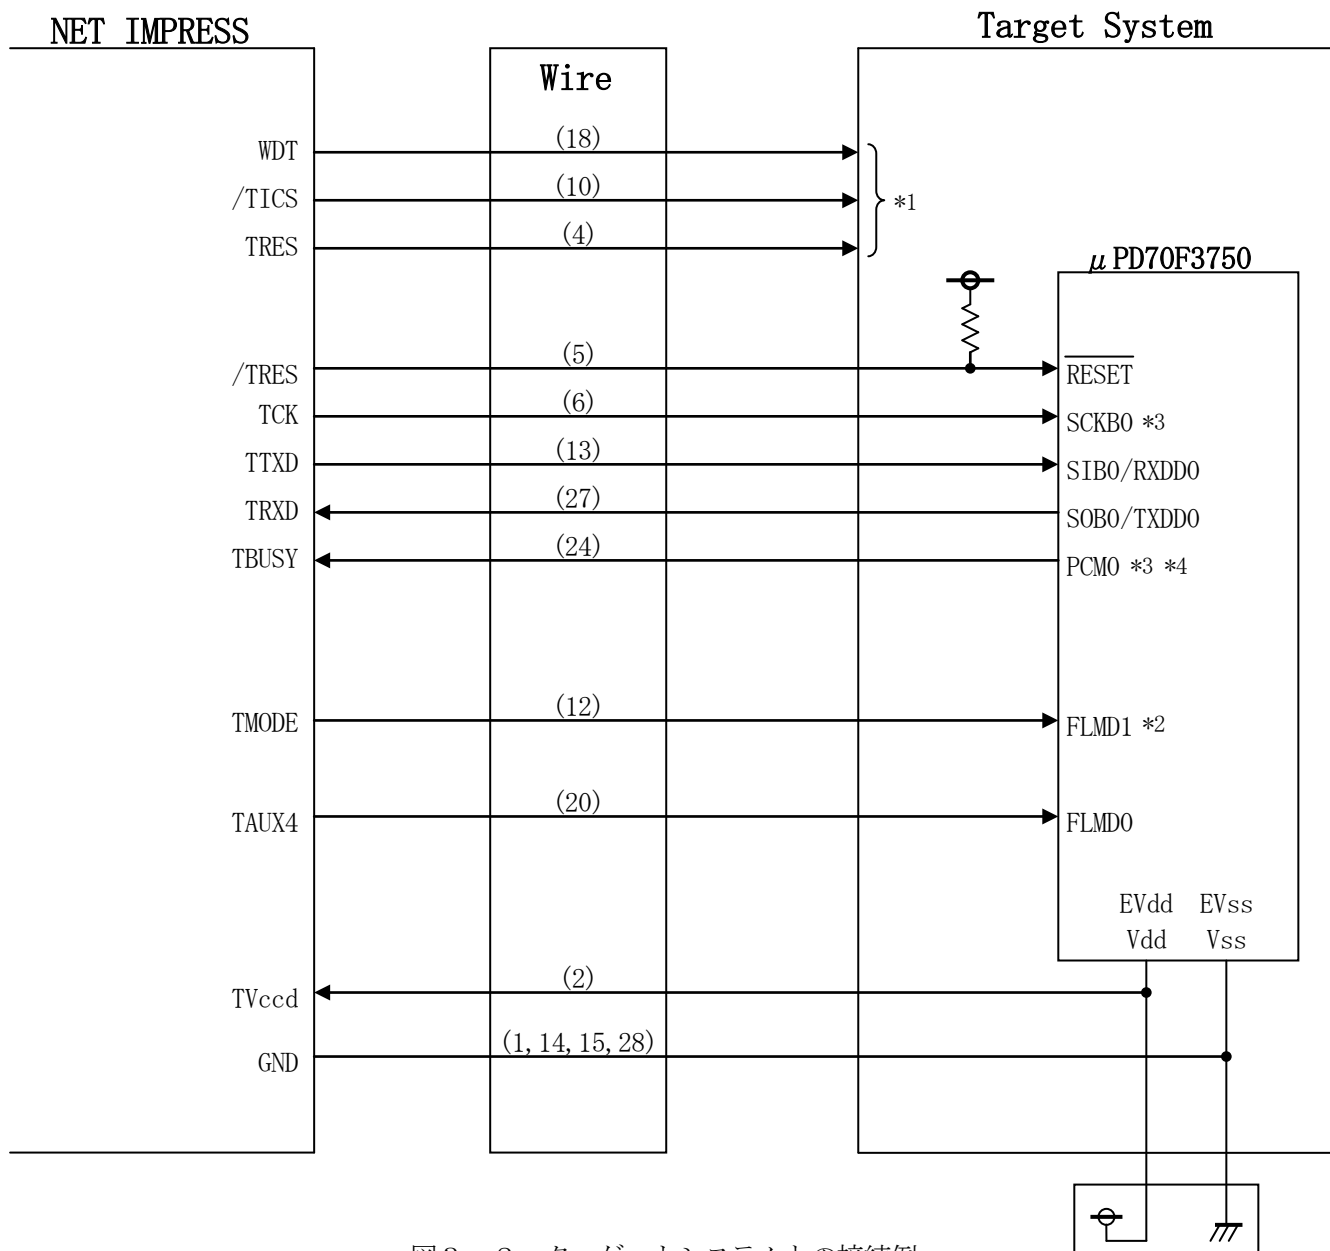 NET IMPRESS
Wire
Target System
WDT (18)
/TICS (10) *1
TRES (4)
μPD70F3750
/TRES (5) RESET
TCK (6) SCKB0 *3
TTXD (13) SIB0/RXDD0
TRXD (27) SOB0/TXDD0
TBUSY (24) PCM0 *3 *4
TMODE (12) FLMD1 *2
TAUX4 (20) FLMD0
EVdd EVss
Vdd Vss
TVccd (2)
GND (1,14,15,28)